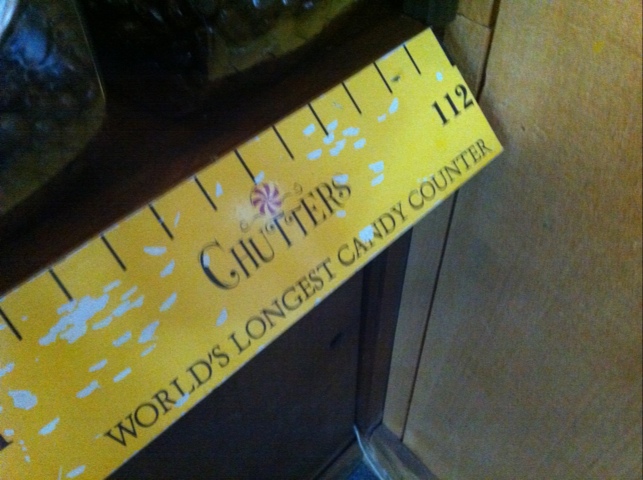 112
CHUTTERS
WORLD'S LONGEST CANDY COUNTER